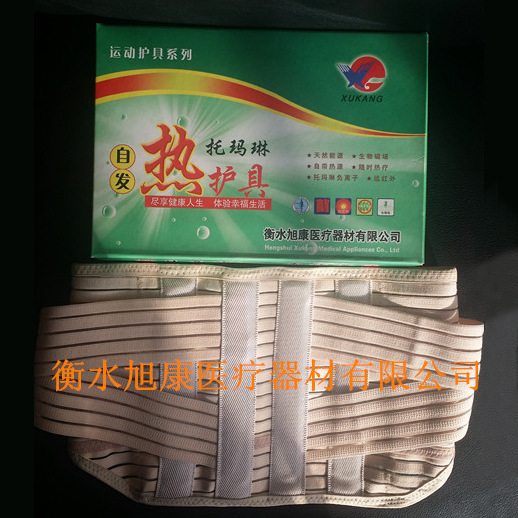 运动护具系列
XUKANG
自发
热
托玛琳
护具
尽享健康人生 体验幸福生活
★天然能源 ★生物磁场
★自带热源 ★随时热疗
★托玛琳负离子 ★远红外
衡水旭康医疗器材有限公司
Hengshui Xukang Medical Appliances Co., Ltd
衡水旭康医疗器材有限公司